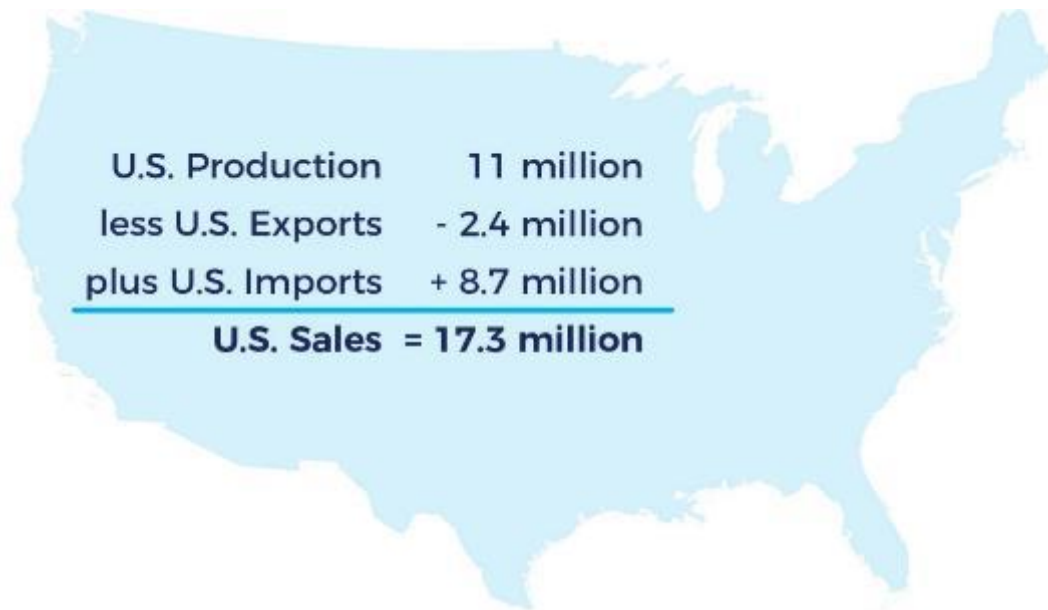 U.S. Production 11 million
less U.S. Exports - 2.4 million
plus U.S. Imports + 8.7 million
U.S. Sales = 17.3 million